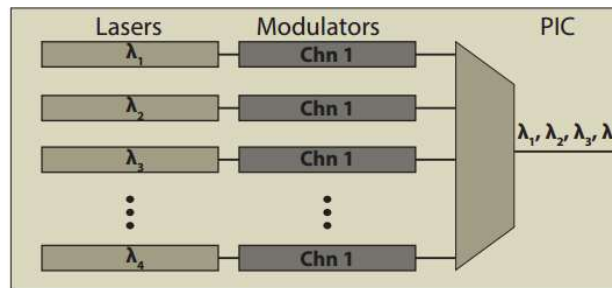 Lasers Modulators PIC
λ1 Chn 1
λ2 Chn 1
λ1, λ2, λ3, λ
λ3 Chn 1
λ4 Chn 1